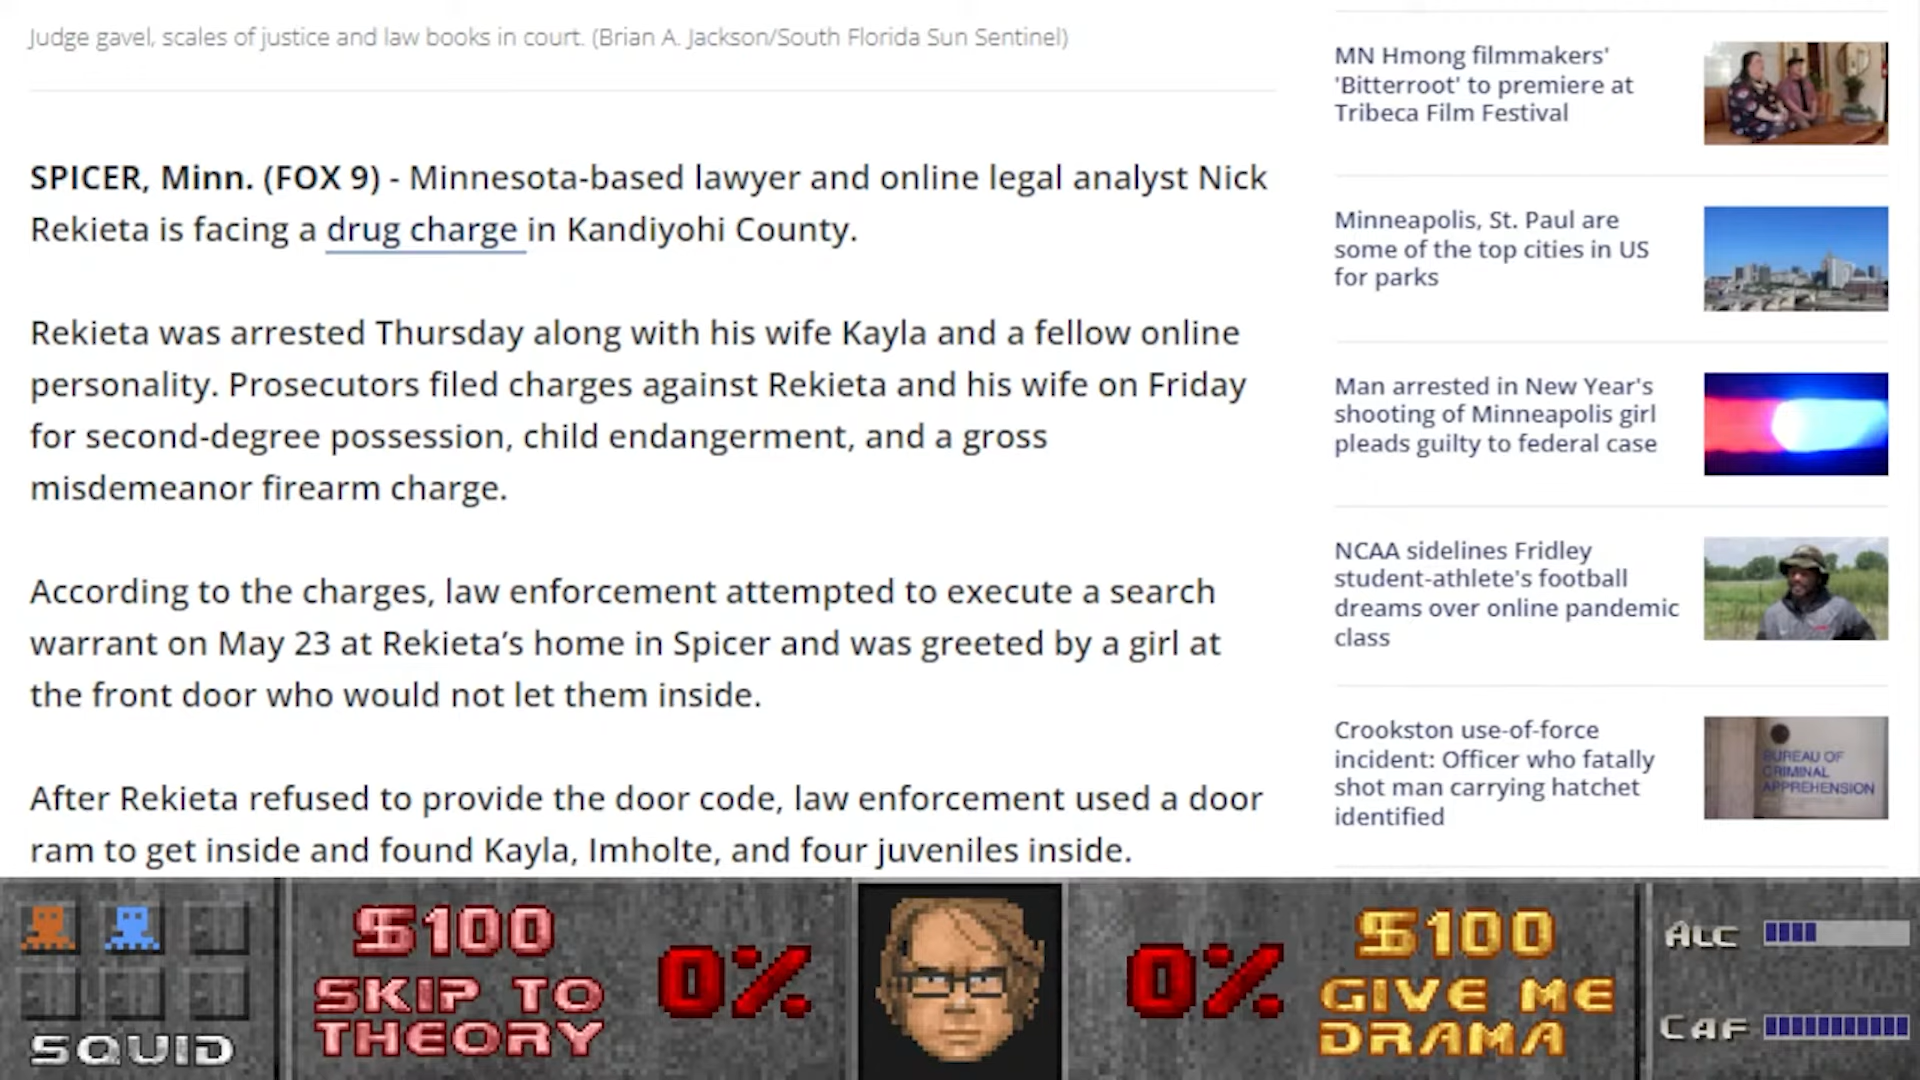 Judge gavel, scales of justice and law books in court. (Brian A. Jackson/South Florida Sun Sentinel)
SPICER, Minn. (FOX 9) - Minnesota-based lawyer and online legal analyst Nick
Rekieta is facing a drug charge in Kandiyohi County.
Rekieta was arrested Thursday along with his wife Kayla and a fellow online
personality. Prosecutors filed charges against Rekieta and his wife on Friday
for second-degree possession, child endangerment, and a gross
misdemeanor firearm charge.
According to the charges, law enforcement attempted to execute a search
warrant on May 23 at Rekieta’s home in Spicer and was greeted by a girl at
the front door who would not let them inside.
After Rekieta refused to provide the door code, law enforcement used a door
ram to get inside and found Kayla, Imholte, and four juveniles inside.
MN Hmong filmmakers'
'Bitterroot' to premiere at
Tribeca Film Festival
Minneapolis, St. Paul are
some of the top cities in US
for parks
Man arrested in New Year's
shooting of Minneapolis girl
pleads guilty to federal case
NCAA sidelines Fridley
student-athlete's football
dreams over online pandemic
class
Crookston use-of-force
incident: Officer who fatally
shot man carrying hatchet
identified
BUREAU OF
CRIMINAL
APPREHENSION
SQUID
$100
SKIP TO
THEORY
0%
0%
$100
GIVE ME
DRAMA
ALC
CAF